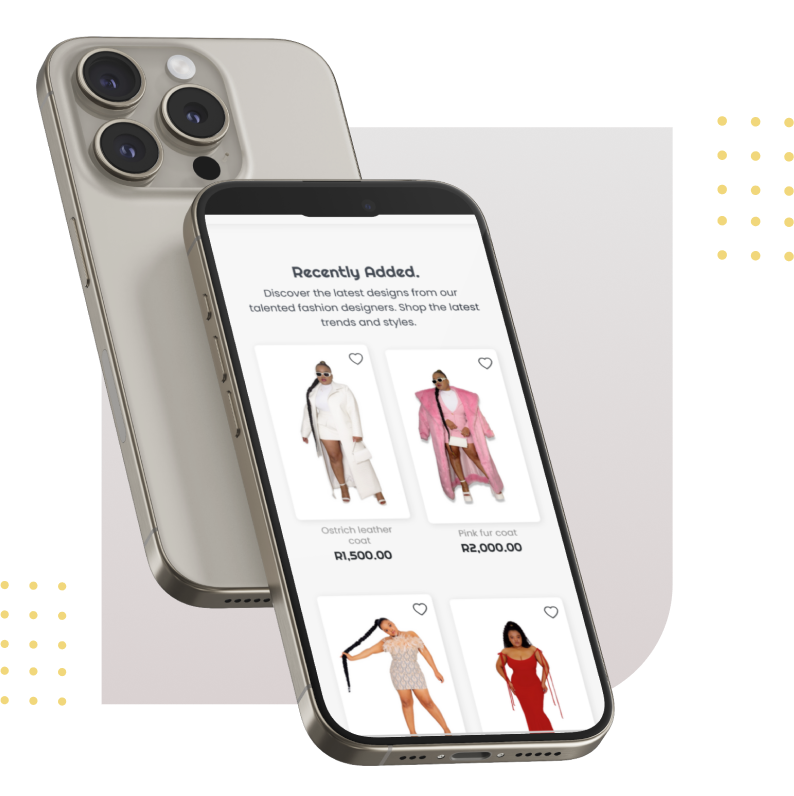 Recently Added.
Discover the latest designs from our
talented fashion designers. Shop the latest
trends and styles.
Ostrich leather
coat
R1,500.00
Pink fur coat
R2,000.00